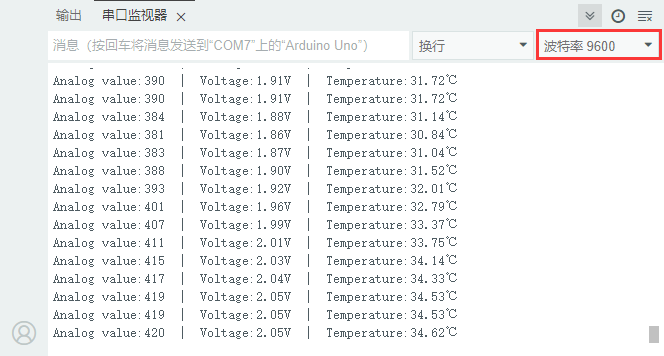 输出 串口监视器
消息（按回车将消息发送到“COM7”上的“Arduino Uno”） 换行 波特率 9600
Analog value:390 | Voltage:1.91V | Temperature:31.72℃
Analog value:390 | Voltage:1.91V | Temperature:31.72℃
Analog value:384 | Voltage:1.88V | Temperature:31.14℃
Analog value:381 | Voltage:1.86V | Temperature:30.84℃
Analog value:383 | Voltage:1.87V | Temperature:31.04℃
Analog value:388 | Voltage:1.90V | Temperature:31.52℃
Analog value:393 | Voltage:1.92V | Temperature:32.01℃
Analog value:401 | Voltage:1.96V | Temperature:32.79℃
Analog value:407 | Voltage:1.99V | Temperature:33.37℃
Analog value:411 | Voltage:2.01V | Temperature:33.75℃
Analog value:415 | Voltage:2.03V | Temperature:34.14℃
Analog value:417 | Voltage:2.04V | Temperature:34.33℃
Analog value:419 | Voltage:2.05V | Temperature:34.53℃
Analog value:419 | Voltage:2.05V | Temperature:34.53℃
Analog value:420 | Voltage:2.05V | Temperature:34.62℃